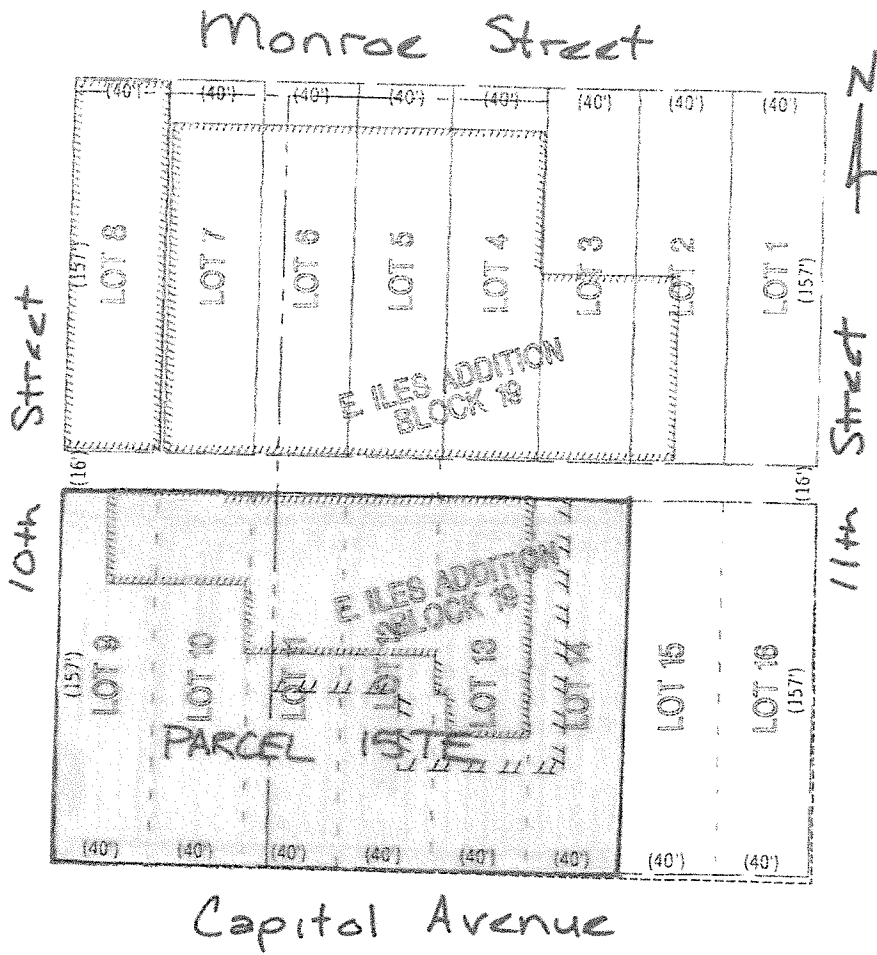 Monroe Street
N
(40') (40') (40') (40') (40') (40') (40') (40')
10th Street
11th Street
(157')
LOT 8
LOT 7
LOT 6
LOT 5
LOT 4
LOT 3
LOT 2
LOT 1
(157')
E. ILES ADDITION
BLOCK 19
(16')
(16')
E. ILES ADDITION
BLOCK 19
(157')
LOT 9
LOT 10
LOT 11
LOT 13
LOT 14
LOT 15
LOT 16
(157')
PARCEL 15TE
(40') (40') (40') (40') (40') (40') (40') (40')
Capitol Avenue